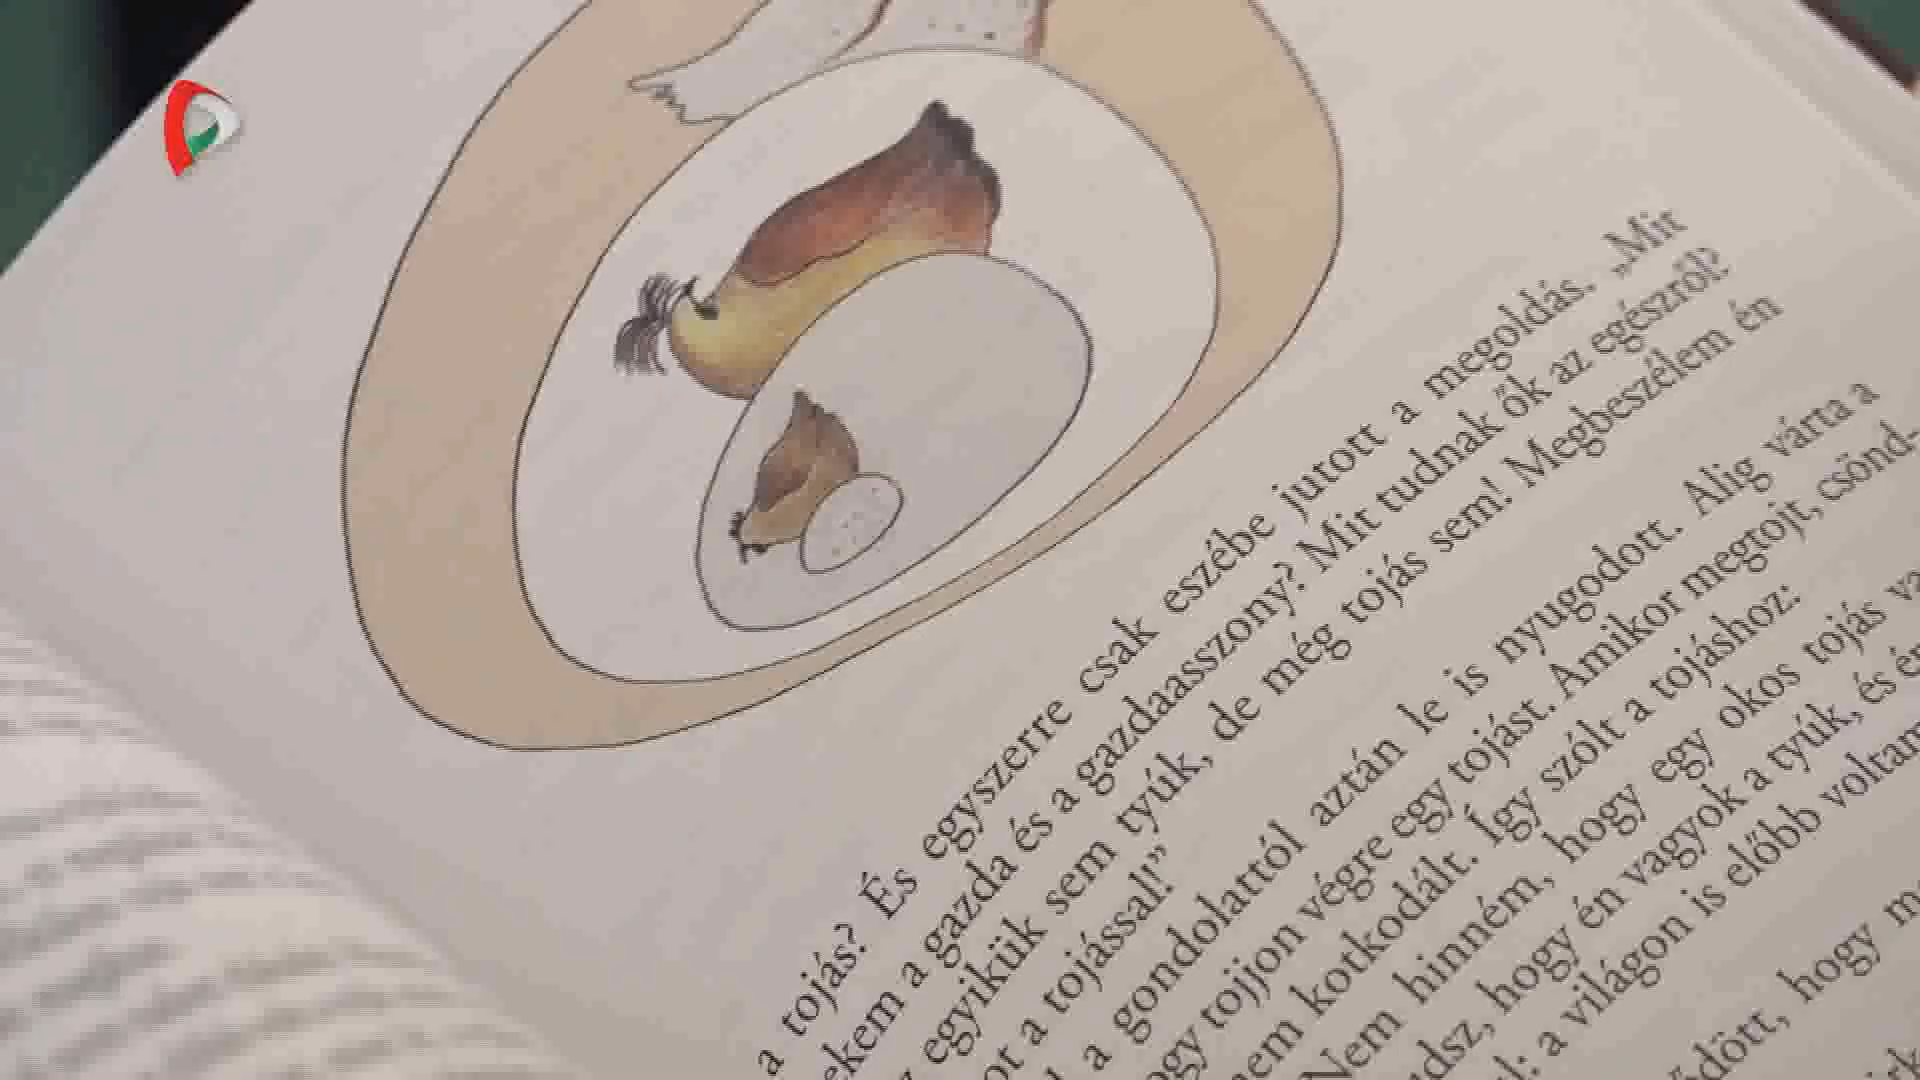 a tojás? És egyszerre csak eszébe jutott a megoldás. „Mit
a gazda és a gazdaasszony? Mit tudnak ők az egészről?
egyikük sem tyúk, de még tojás sem! Megbeszélem én
a tojással!”
a gondolattól aztán le is nyugodott. Alig várta a
tojjon végre egy tojást. Amikor megtojt, csönd-
kotkodált. Így szólt a tojáshoz:
Nem hinném, hogy egy okos tojás
hogy én vagyok a tyúk, és
a világon is előbb voltam
hogy